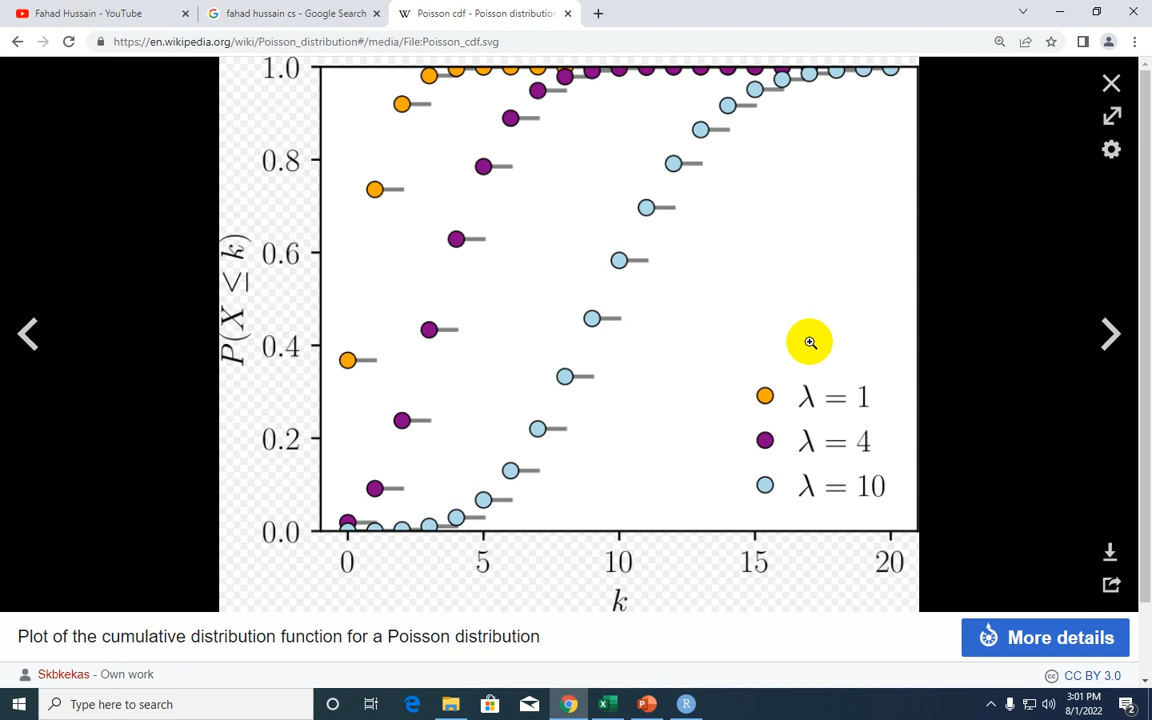 Fahad Hussain - YouTube
fahad hussain cs - Google Search
Poisson cdf - Poisson distribution
https://en.wikipedia.org/wiki/Poisson_distribution#/media/File:Poisson_cdf.svg
1.0
0.8
0.6
0.4
0.2
0.0
P(X ≤ k)
0 5 10 15 20
k
λ = 1
λ = 4
λ = 10
Plot of the cumulative distribution function for a Poisson distribution
More details
Skbkekas - Own work
CC BY 3.0
Type here to search
3:01 PM
8/1/2022
2